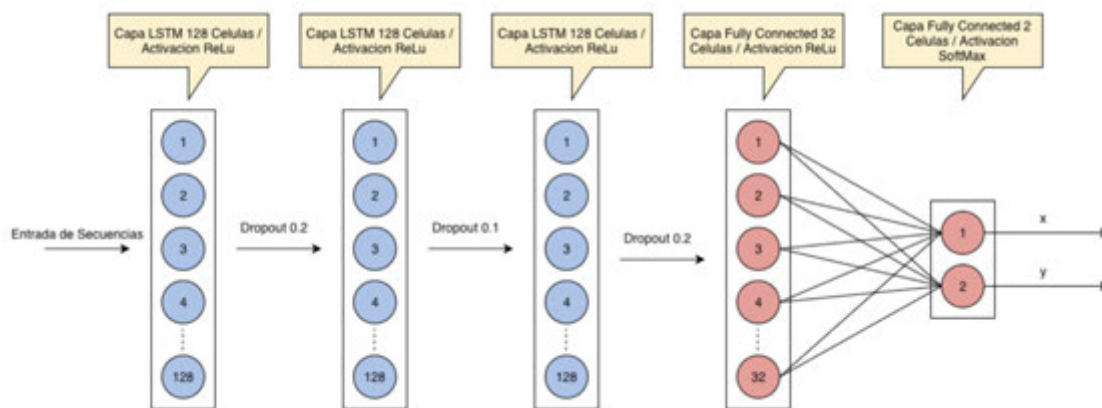 Capa LSTM 128 Celulas /
Activacion ReLu
Capa LSTM 128 Celulas /
Activacion ReLu
Capa LSTM 128 Celulas /
Activacion ReLu
Capa Fully Connected 32
Celulas / Activacion ReLu
Capa Fully Connected 2
Celulas / Activacion
SoftMax
Entrada de Secuencias
1
2
3
4
128
Dropout 0.2
1
2
3
4
128
Dropout 0.1
1
2
3
4
128
Dropout 0.2
1
2
3
4
32
1
2
x
y